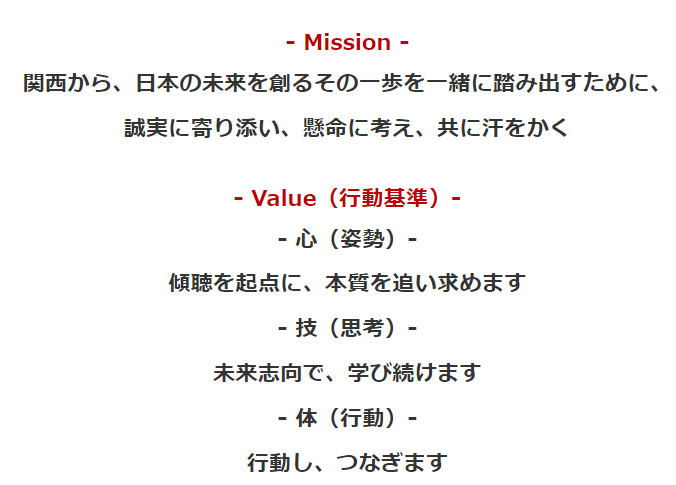 - Mission -
関西から、日本の未来を創るその一歩を一緒に踏み出すために、
誠実に寄り添い、懸命に考え、共に汗をかく
- Value（行動基準）-
- 心（姿勢）-
傾聴を起点に、本質を追い求めます
- 技（思考）-
未来志向で、学び続けます
- 体（行動）-
行動し、つなぎます